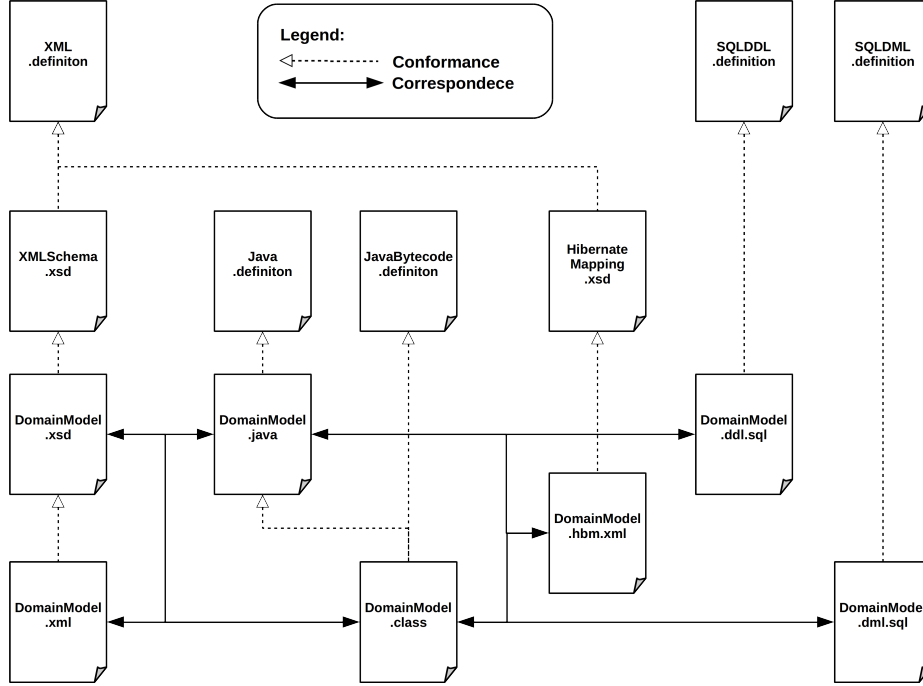 XML
.definiton
Legend:
Conformance
Correspondece
SQLDDL
.definition
SQLDML
.definition
XMLSchema
.xsd
Java
.definiton
JavaBytecode
.definiton
Hibernate
Mapping
.xsd
DomainModel
.xsd
DomainModel
.java
DomainModel
.ddl.sql
DomainModel
.hbm.xml
DomainModel
.xml
DomainModel
.class
DomainMode
.dml.sql